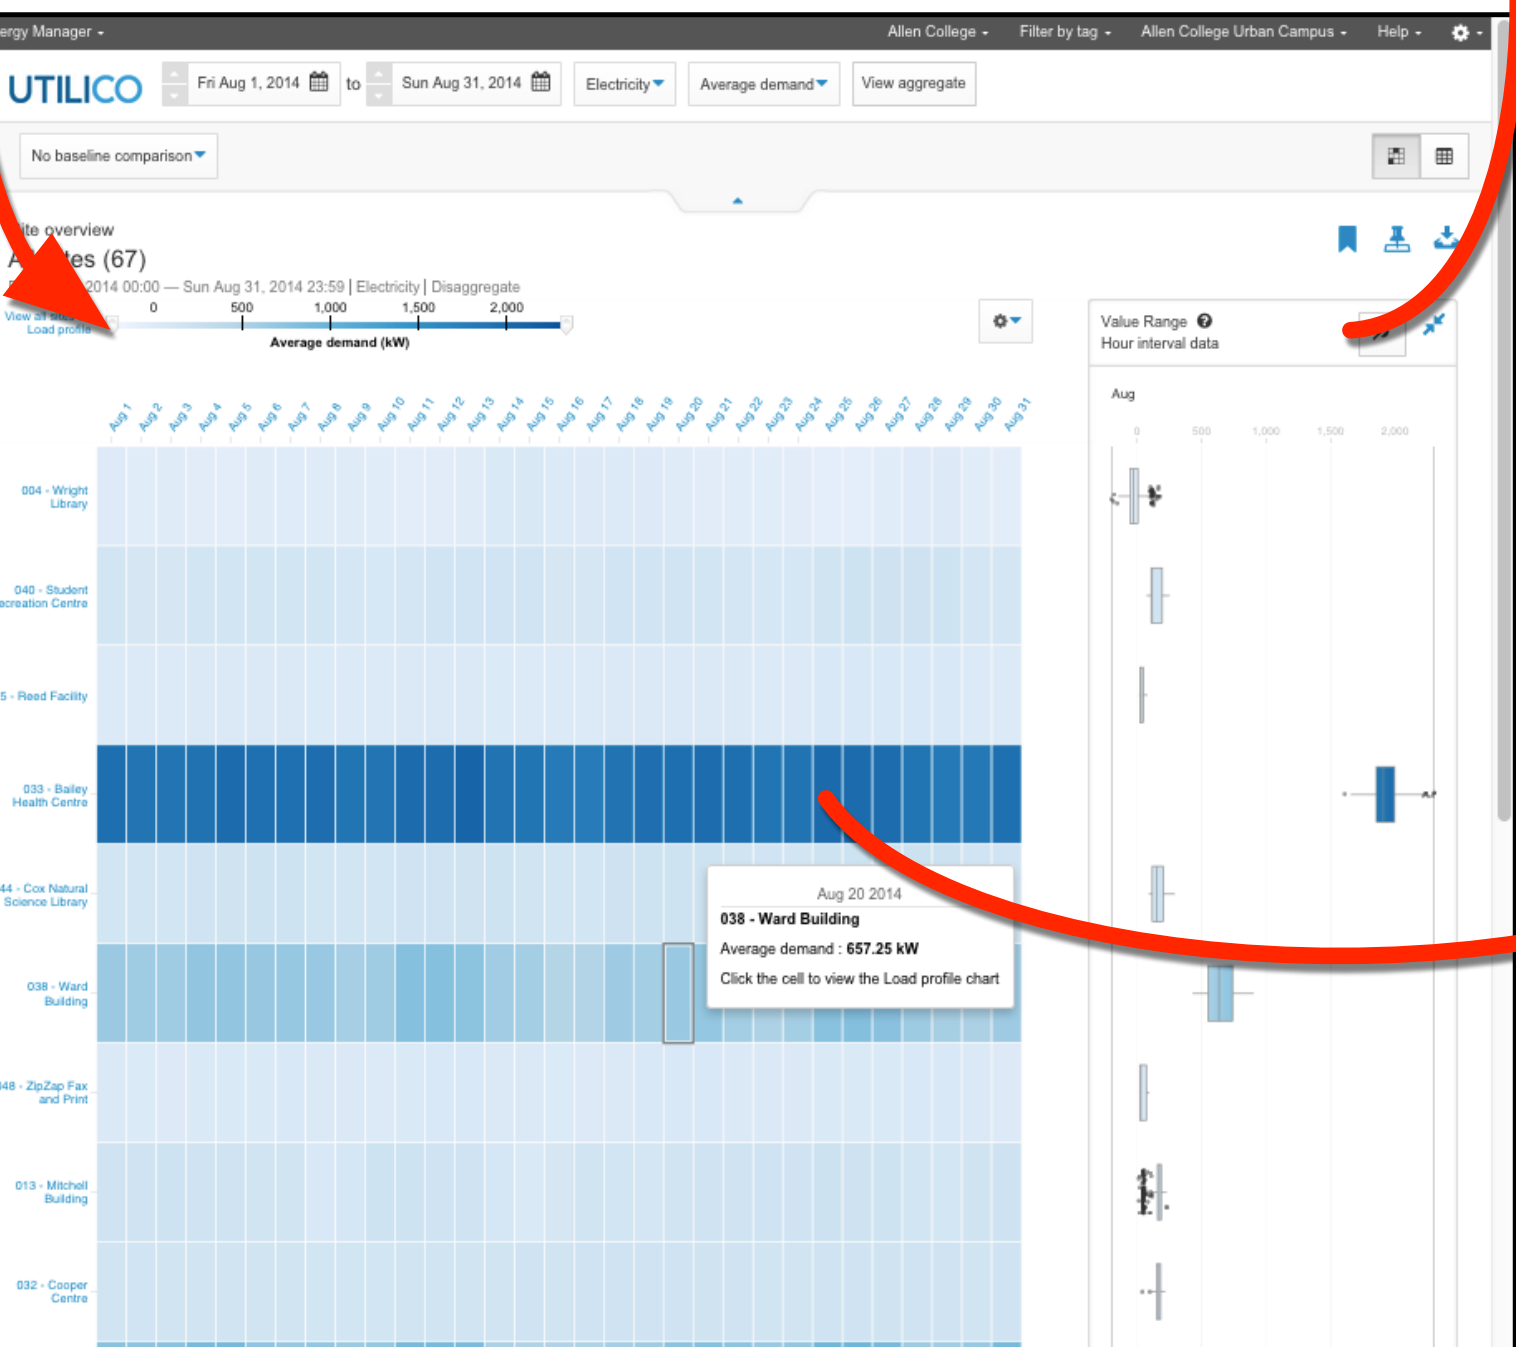 ergy Manager
Allen College
Filter by tag
Allen College Urban Campus
Help
UTILICO
Fri Aug 1, 2014
to
Sun Aug 31, 2014
Electricity
Average demand
View aggregate
No baseline comparison
ite overview
A tes (67)
2014 00:00 — Sun Aug 31, 2014 23:59 | Electricity | Disaggregate
View all
Load profile
0 500 1,000 1,500 2,000
Average demand (kW)
Value Range
Hour interval data
Aug
0 500 1,000 1,500 2,000
Aug 1 Aug 2 Aug 3 Aug 4 Aug 5 Aug 6 Aug 7 Aug 8 Aug 9 Aug 10 Aug 11 Aug 12 Aug 13 Aug 14 Aug 15 Aug 16 Aug 17 Aug 18 Aug 19 Aug 20 Aug 21 Aug 22 Aug 23 Aug 24 Aug 25 Aug 26 Aug 27 Aug 28 Aug 29 Aug 30 Aug 31
004 - Wright
Library
040 - Student
ecreation Centre
5 - Reed Facility
033 - Bailey
Health Centre
44 - Cox Natural
Science Library
Aug 20 2014
038 - Ward Building
Average demand : 657.25 kW
Click the cell to view the Load profile chart
038 - Ward
Building
048 - ZipZap Fax
and Print
013 - Mitchell
Building
032 - Cooper
Centre